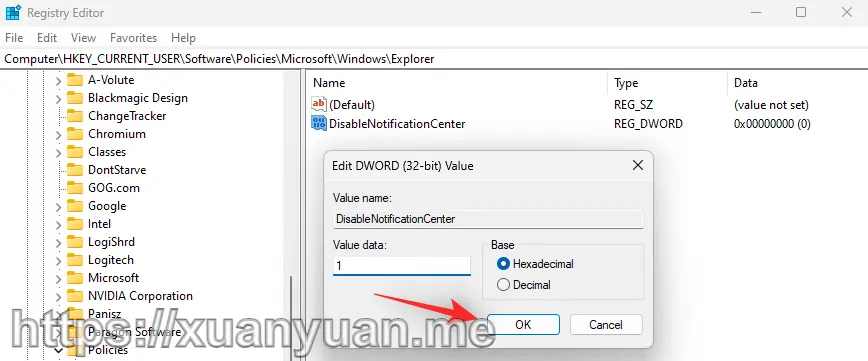 Registry Editor
File Edit View Favorites Help
Computer\HKEY_CURRENT_USER\Software\Policies\Microsoft\Windows\Explorer
A-Volute
Blackmagic Design
ChangeTracker
Chromium
Classes
DontStarve
GOG.com
Google
Intel
LogiShrd
Logitech
Microsoft
NVIDIA Corporation
Panisz
Paragon Software
Policies
Name Type Data
ab (Default) REG_SZ (value not set)
DisableNotificationCenter REG_DWORD 0x00000000 (0)
Edit DWORD (32-bit) Value
Value name:
DisableNotificationCenter
Value data:
1
Base
Hexadecimal
Decimal
OK Cancel
https://xuanyuan.me